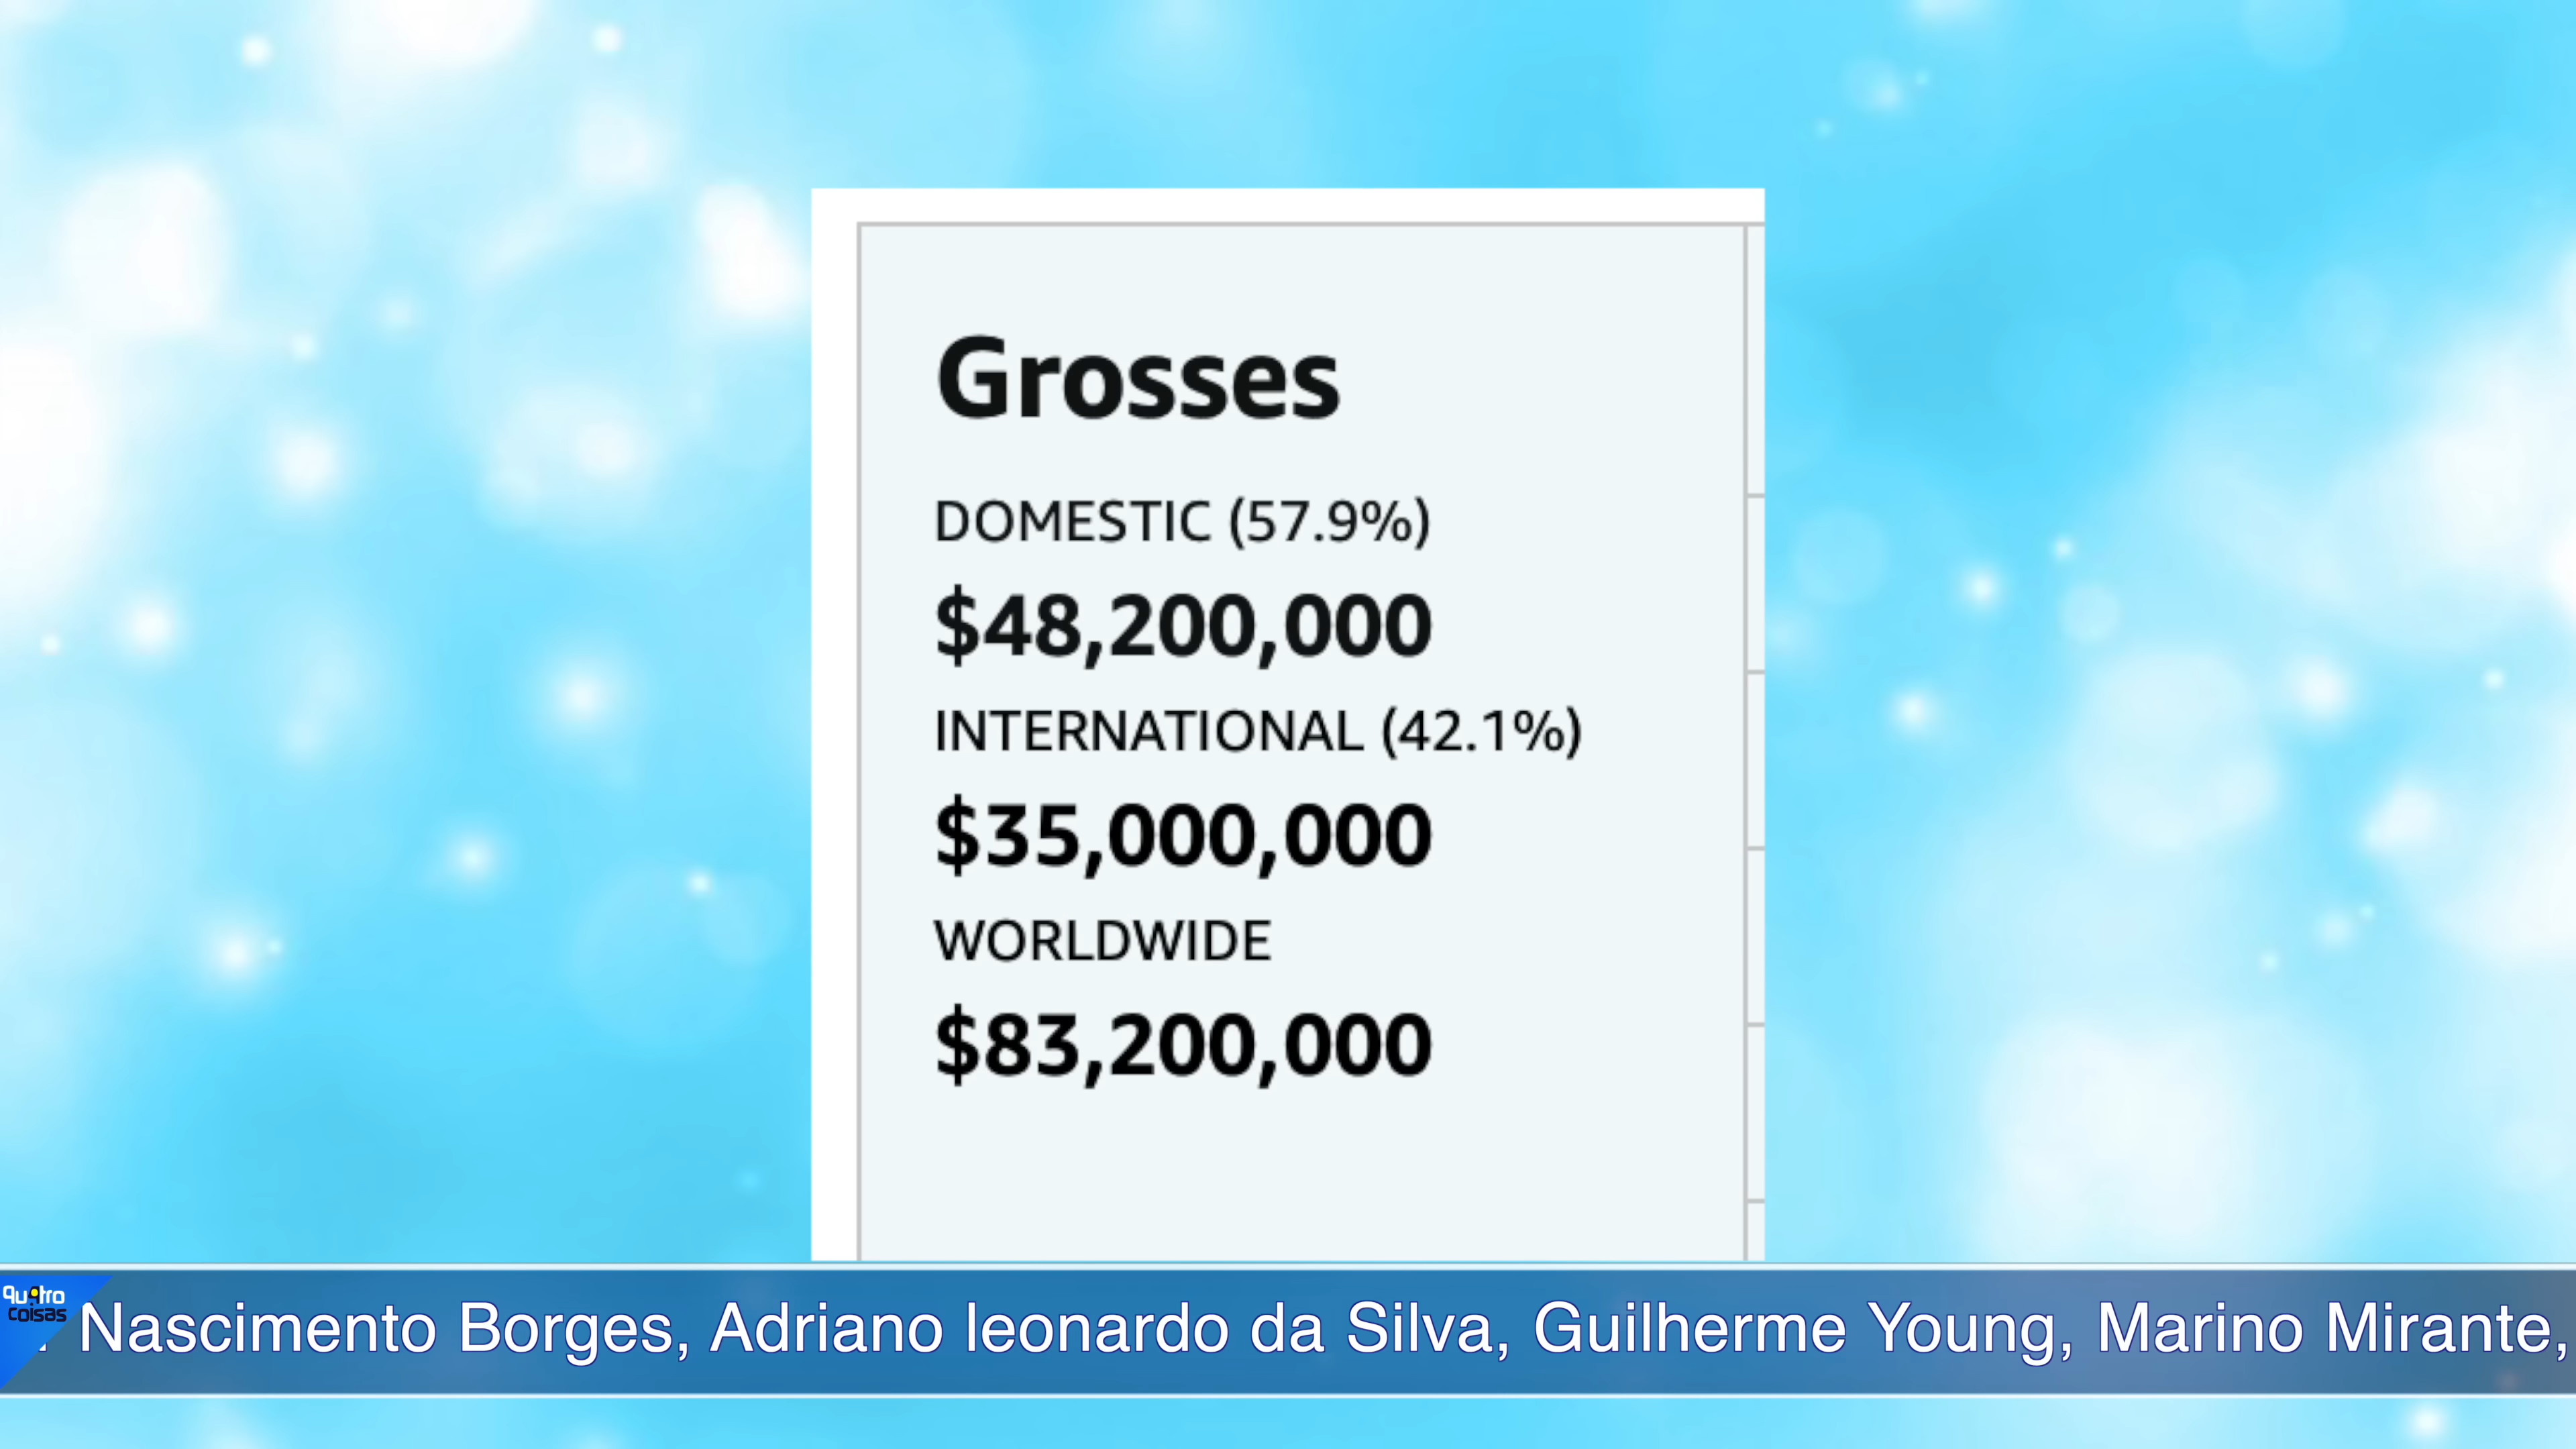 Grosses
DOMESTIC (57.9%)
$48,200,000
INTERNATIONAL (42.1%)
$35,000,000
WORLDWIDE
$83,200,000
quatro
coisas
Nascimento Borges, Adriano leonardo da Silva, Guilherme Young, Marino Mirante,